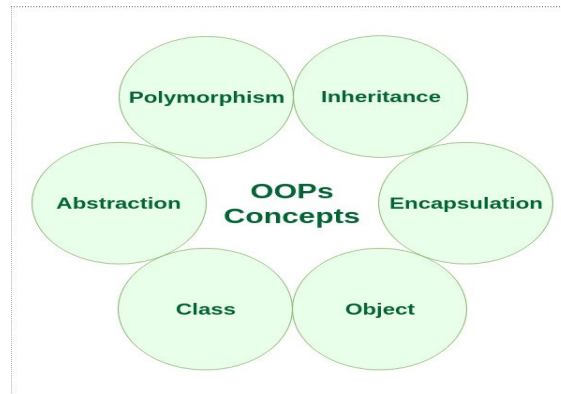 Polymorphism
Inheritance
Abstraction
OOPs
Concepts
Encapsulation
Class
Object